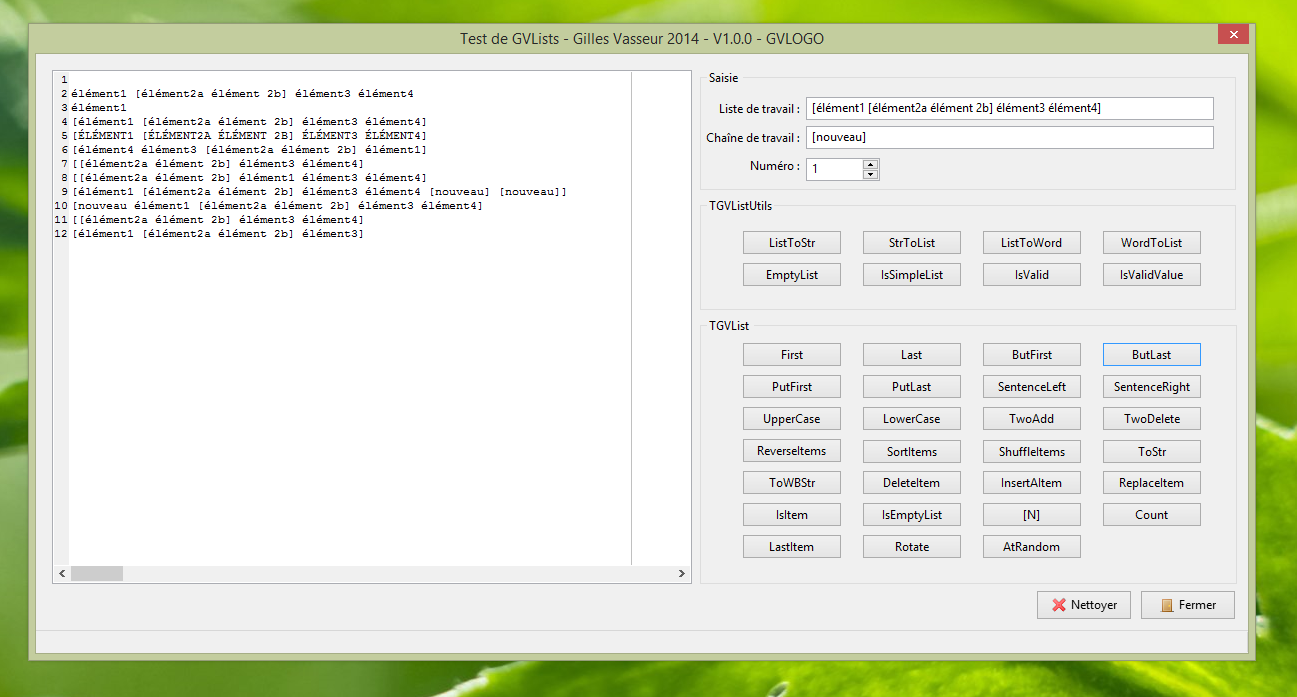 Test de GVLists - Gilles Vasseur 2014 - V1.0.0 - GVLOGO
1
2 élément1 [élément2a élément 2b] élément3 élément4
3 élément1
4 [élément1 [élément2a élément 2b] élément3 élément4]
5 [ÉLÉMENT1 [ÉLÉMENT2A ÉLÉMENT 2B] ÉLÉMENT3 ÉLÉMENT4]
6 [élément4 élément3 [élément2a élément 2b] élément1]
7 [[élément2a élément 2b] élément3 élément4]
8 [[élément2a élément 2b] élément1 élément3 élément4]
9 [élément1 [élément2a élément 2b] élément3 élément4 [nouveau] [nouveau]]
10 [nouveau élément1 [élément2a élément 2b] élément3 élément4]
11 [[élément2a élément 2b] élément3 élément4]
12 [élément1 [élément2a élément 2b] élément3]
Saisie
Liste de travail : [élément1 [élément2a élément 2b] élément3 élément4]
Chaîne de travail : [nouveau]
Numéro : 1
TGVListUtils
ListToStr StrToList ListToWord WordToList
EmptyList IsSimpleList IsValid IsValidValue
TGVList
First Last ButFirst ButLast
PutFirst PutLast SentenceLeft SentenceRight
UpperCase LowerCase TwoAdd TwoDelete
ReverseItems SortItems ShuffleItems ToStr
ToWBStr DeleteItem InsertAItem ReplaceItem
IsItem IsEmptyList [N] Count
LastItem Rotate AtRandom
Nettoyer Fermer